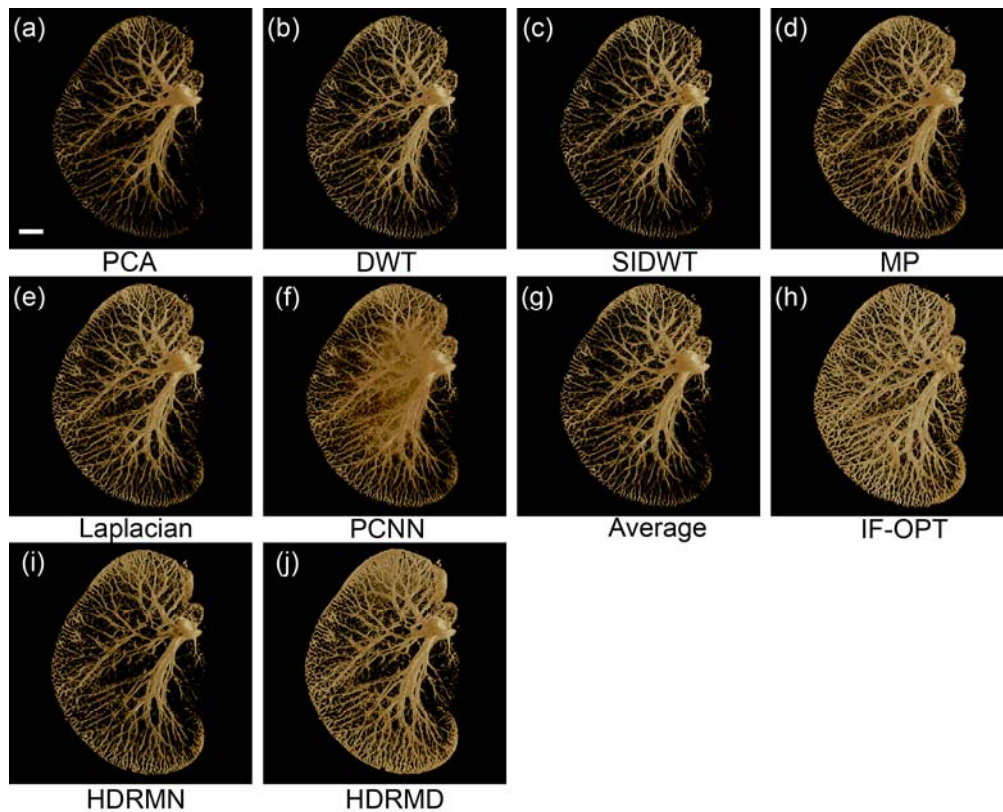 (a) (b) (c) (d)
PCA DWT SIDWT MP
(e) (f) (g) (h)
Laplacian PCNN Average IF-OPT
(i) (j)
HDRMN HDRMD